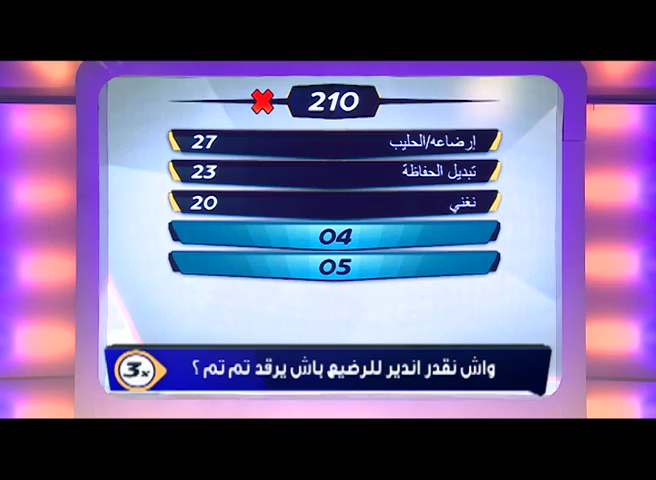 210
إرضاعه/الحليب 27
تبديل الحفاظة 23
نغني 20
04
05
واش نقدر اندير للرضيع باش يرقد تم تم ؟ 3x